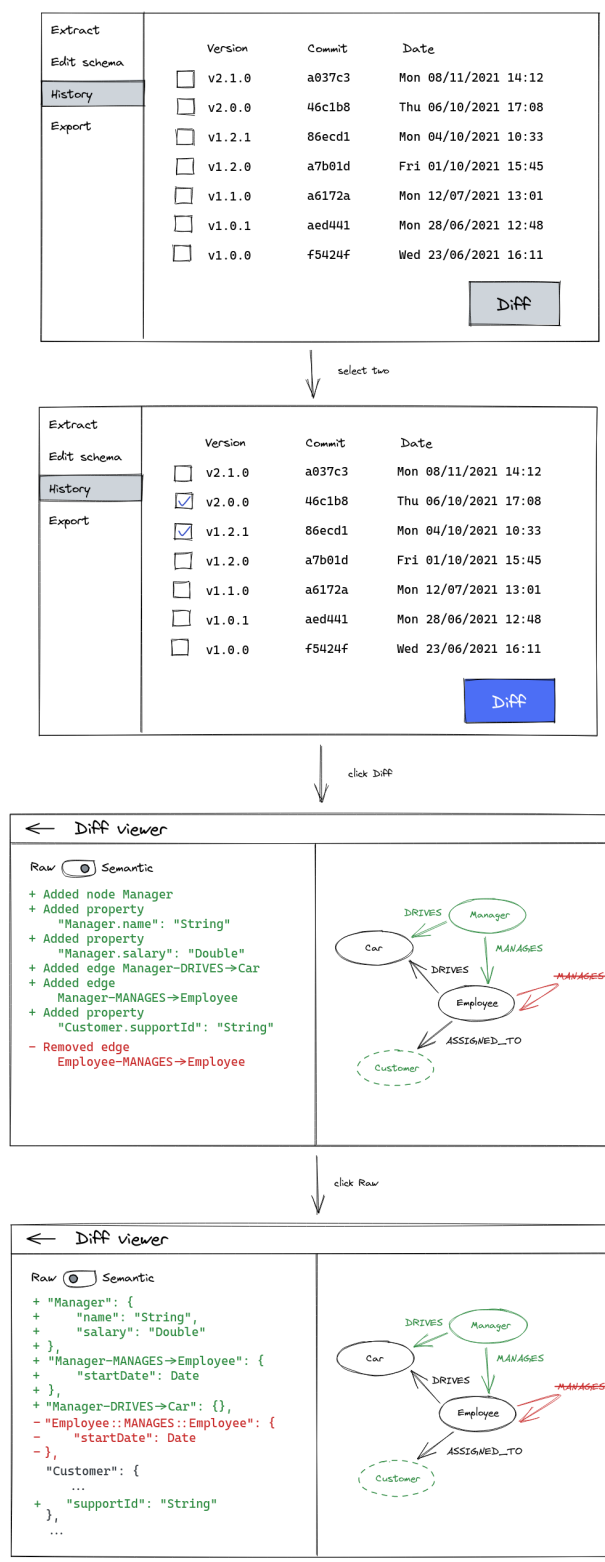 Extract
Edit schema
History
Export
Version Commit Date
v2.1.0 a037c3 Mon 08/11/2021 14:12
v2.0.0 46c1b8 Thu 06/10/2021 17:08
v1.2.1 86ecd1 Mon 04/10/2021 10:33
v1.2.0 a7b01d Fri 01/10/2021 15:45
v1.1.0 a6172a Mon 12/07/2021 13:01
v1.0.1 aed441 Mon 28/06/2021 12:48
v1.0.0 f5424f Wed 23/06/2021 16:11
Diff
select two
Extract
Edit schema
History
Export
Version Commit Date
v2.1.0 a037c3 Mon 08/11/2021 14:12
v2.0.0 46c1b8 Thu 06/10/2021 17:08
v1.2.1 86ecd1 Mon 04/10/2021 10:33
v1.2.0 a7b01d Fri 01/10/2021 15:45
v1.1.0 a6172a Mon 12/07/2021 13:01
v1.0.1 aed441 Mon 28/06/2021 12:48
v1.0.0 f5424f Wed 23/06/2021 16:11
Diff
click Diff
Diff viewer
Raw Semantic
+ Added node Manager
+ Added property
"Manager.name": "String"
+ Added property
"Manager.salary": "Double"
+ Added edge Manager-DRIVES->Car
+ Added edge
Manager-MANAGES->Employee
+ Added property
"Customer.supportId": "String"
- Removed edge
Employee-MANAGES->Employee
DRIVES
Manager
Car
MANAGES
DRIVES
MANAGES
Employee
ASSIGNED_TO
Customer
click Raw
Diff viewer
Raw Semantic
+ "Manager": {
+ "name": "String",
+ "salary": "Double"
+ },
+ "Manager-MANAGES->Employee": {
+ "startDate": Date
+ },
+ "Manager-DRIVES->Car": {},
- "Employee::MANAGES::Employee": {
- "startDate": Date
- },
"Customer": {
...
+ "supportId": "String"
},
...
DRIVES
Manager
Car
MANAGES
DRIVES
MANAGES
Employee
ASSIGNED_TO
Customer